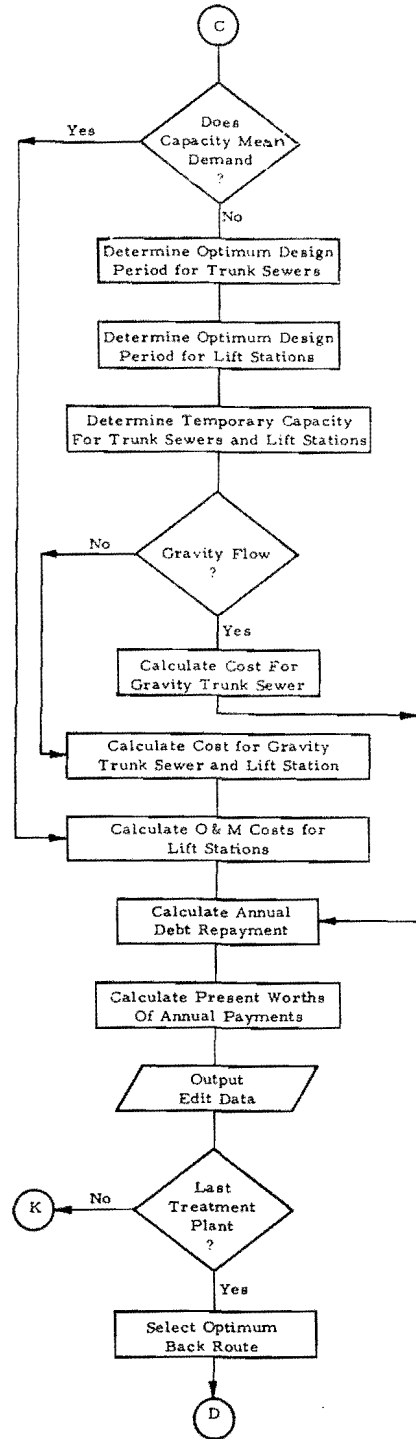 C
Does
Yes
Capacity Mean
Demand
?
No
Determine Optimum Design
Period for Trunk Sewers
Determine Optimum Design
Period for Lift Stations
Determine Temporary Capacity
For Trunk Sewers and Lift Stations
No
Gravity Flow
?
Yes
Calculate Cost For
Gravity Trunk Sewer
Calculate Cost for Gravity
Trunk Sewer and Lift Station
Calculate O & M Costs for
Lift Stations
Calculate Annual
Debt Repayment
Calculate Present Worths
Of Annual Payments
Output
Edit Data
Last
No
Treatment
K
Plant
?
Yes
Select Optimum
Back Route
D